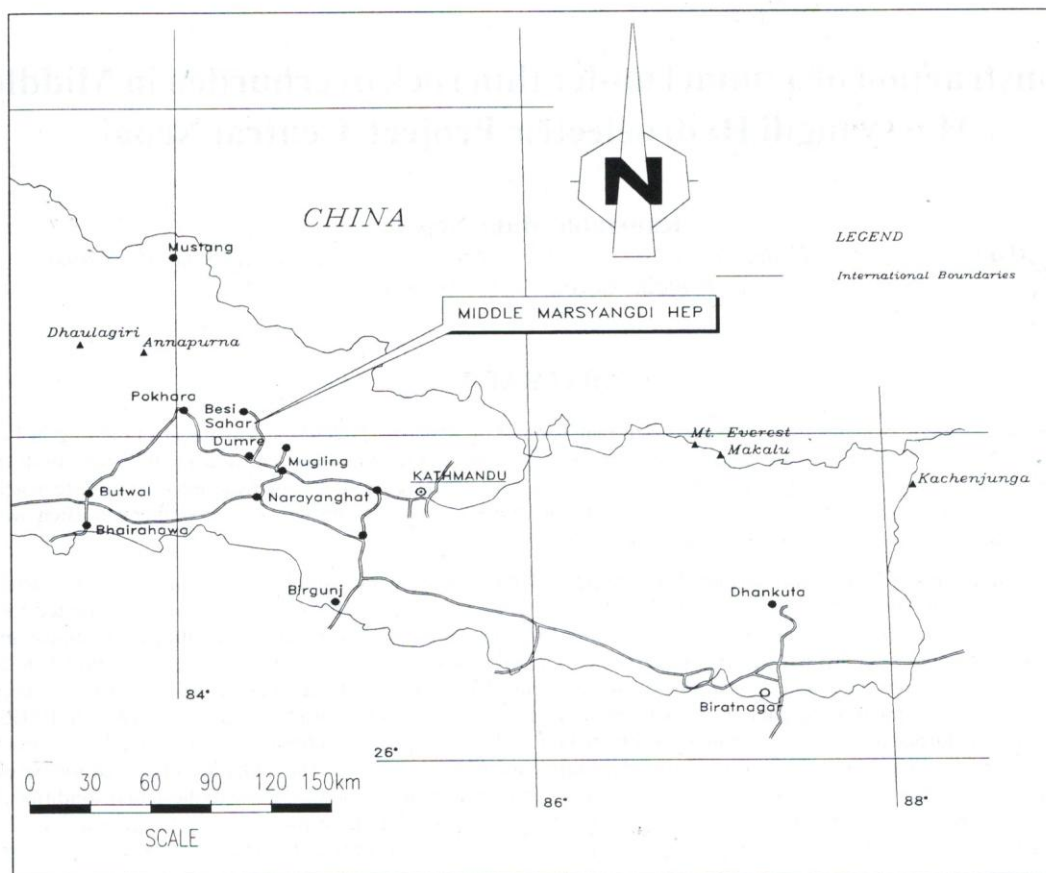 CHINA
N
Mustang
LEGEND
International Boundaries
MIDDLE MARSYANGDI HEP
Dhaulagiri
Annapurna
Pokhara
Besi
Sahar
Dumre
Mt. Everest
Makalu
Mugling
KATHMANDU
Kachenjunga
Butwal
Narayanghat
Bhairahawa
Birgunj
Dhankuta
84°
Biratnagar
26°
0 30 60 90 120 150km
86°
88°
SCALE